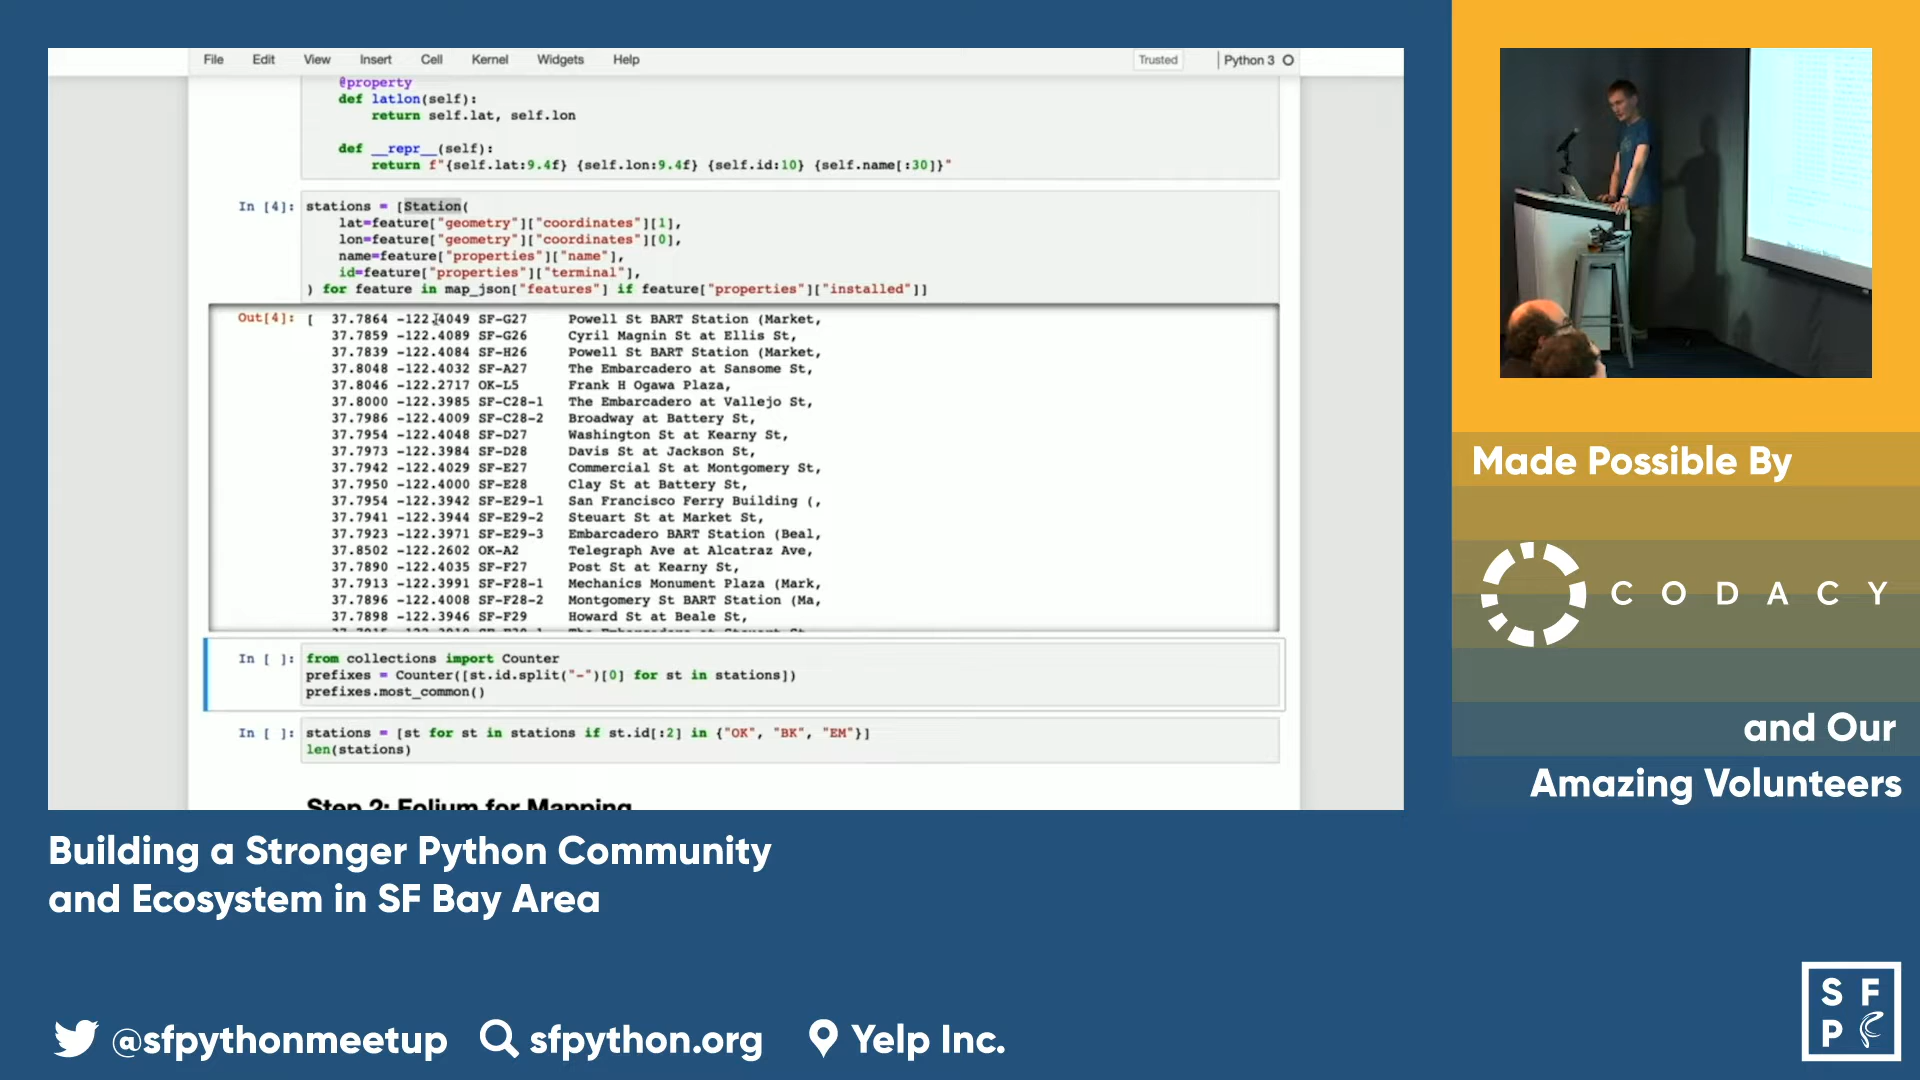 File Edit View Insert Cell Kernel Widgets Help Trusted Python 3
@property
def latlon(self):
return self.lat, self.lon
def __repr__(self):
return f"{self.lat:9.4f} {self.lon:9.4f} {self.id:10} {self.name[:30]}"
In [4]: stations = [Station(
lat=feature["geometry"]["coordinates"][1],
lon=feature["geometry"]["coordinates"][0],
name=feature["properties"]["name"],
id=feature["properties"]["terminal"],
) for feature in map_json["features"] if feature["properties"]["installed"]]
Out[4]: [ 37.7864 -122.4049 SF-G27 Powell St BART Station (Market,
37.7859 -122.4089 SF-G26 Cyril Magnin St at Ellis St,
37.7839 -122.4084 SF-H26 Powell St BART Station (Market,
37.8048 -122.4032 SF-A27 The Embarcadero at Sansome St,
37.8046 -122.2717 OK-L5 Frank H Ogawa Plaza,
37.8000 -122.3985 SF-C28-1 The Embarcadero at Vallejo St,
37.7986 -122.4009 SF-C28-2 Broadway at Battery St,
37.7954 -122.4048 SF-D27 Washington St at Kearny St,
37.7973 -122.3984 SF-D28 Davis St at Jackson St,
37.7942 -122.4029 SF-E27 Commercial St at Montgomery St,
37.7950 -122.4000 SF-E28 Clay St at Battery St,
37.7954 -122.3942 SF-E29-1 San Francisco Ferry Building (,
37.7941 -122.3944 SF-E29-2 Steuart St at Market St,
37.7923 -122.3971 SF-E29-3 Embarcadero BART Station (Beal,
37.8502 -122.2602 OK-A2 Telegraph Ave at Alcatraz Ave,
37.7890 -122.4035 SF-F27 Post St at Kearny St,
37.7913 -122.3991 SF-F28-1 Mechanics Monument Plaza (Mark,
37.7896 -122.4008 SF-F28-2 Montgomery St BART Station (Ma,
37.7898 -122.3946 SF-F29 Howard St at Beale St,
In [ ]: from collections import Counter
prefixes = Counter([st.id.split("-")[0] for st in stations])
prefixes.most_common()
In [ ]: stations = [st for st in stations if st.id[:2] in {"OK", "BK", "EM"}]
len(stations)
Step 2: Folium for Mapping
Made Possible By
CODACY
and Our
Amazing Volunteers
Building a Stronger Python Community
and Ecosystem in SF Bay Area
@sfpythonmeetup sfpython.org Yelp Inc.
SF
P